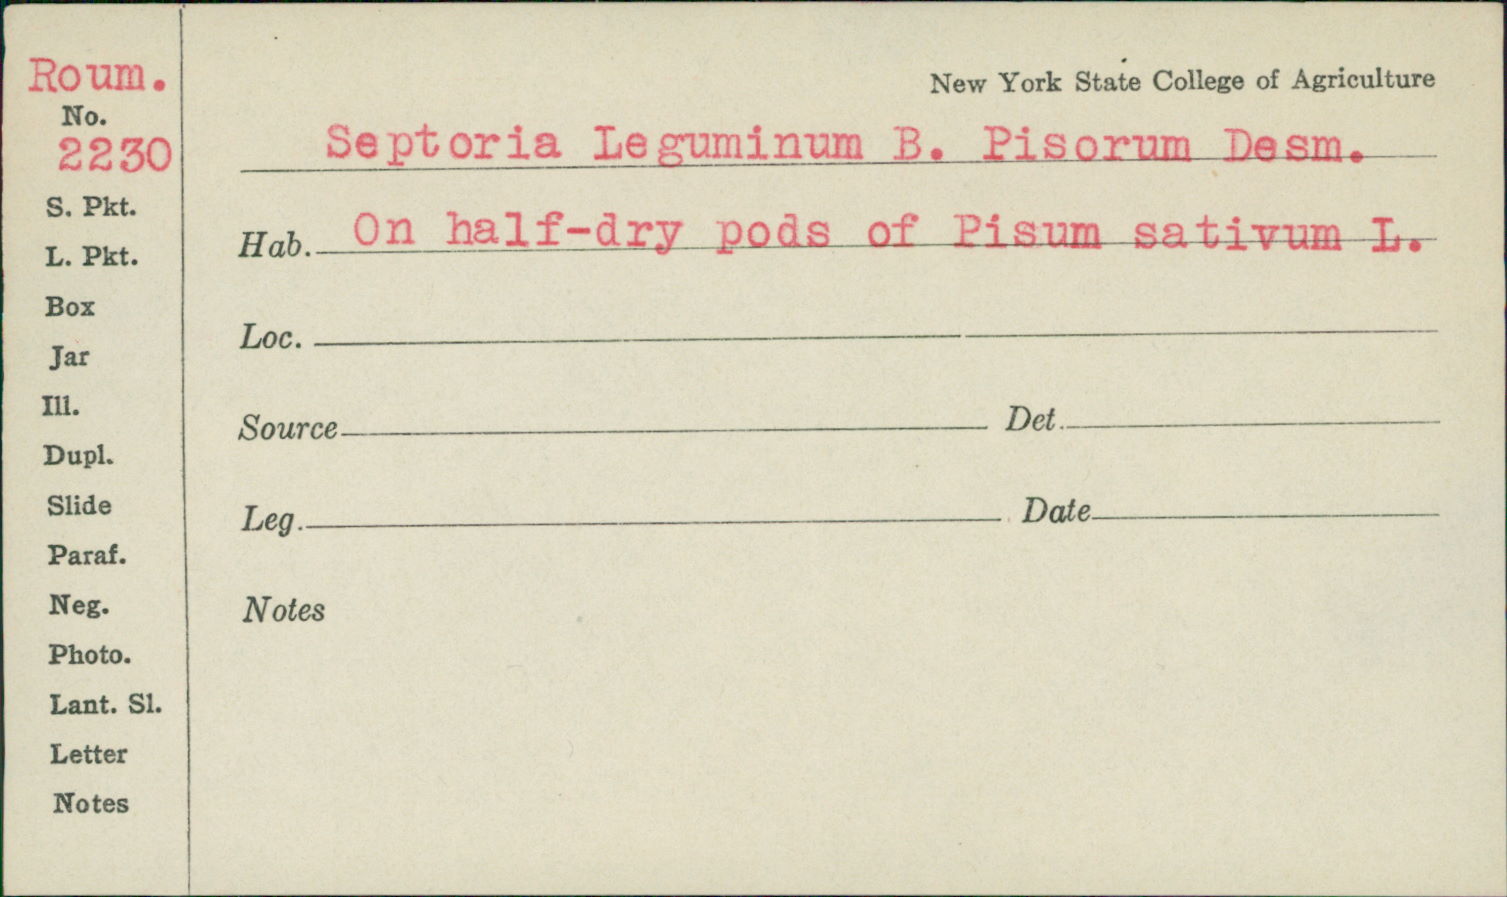 Roum.
No.
2230
S. Pkt.
L. Pkt.
Box
Jar
Ill.
Dupl.
Slide
Paraf.
Neg.
Photo.
Lant. Sl.
Letter
Notes
New York State College of Agriculture
Septoria Leguminum B. Pisorum Desm.
Hab. On half-dry pods of Pisum sativum L.
Loc.
Source Det.
Leg. Date
Notes